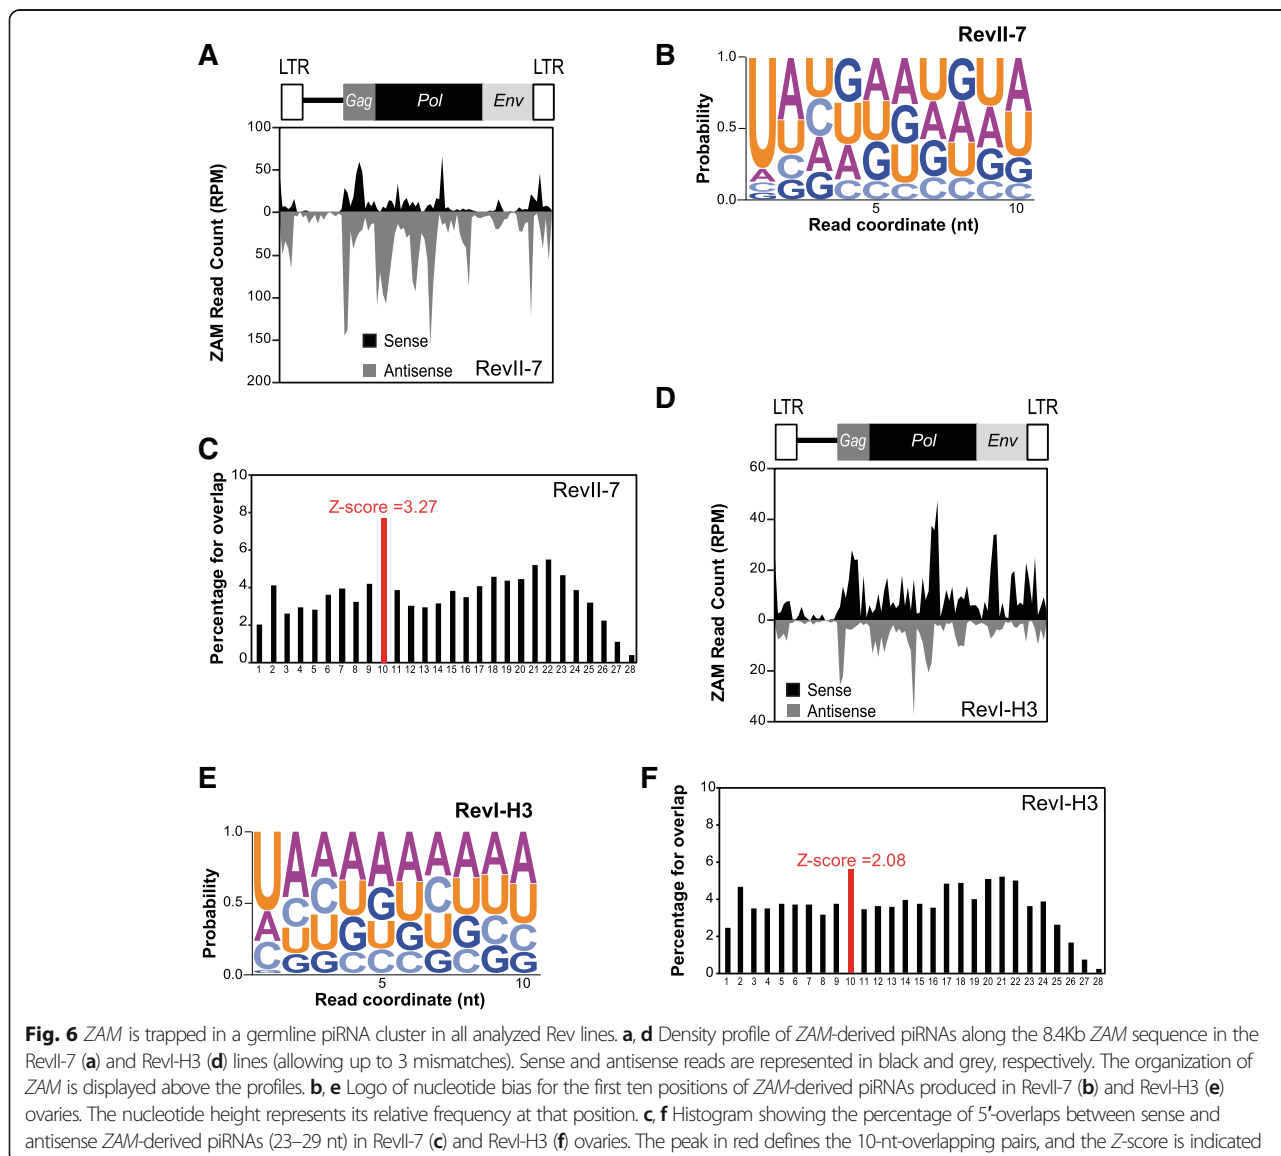 A
LTR
LTR
Gag
Pol
Env
100
50
0
50
100
150
200
ZAM Read Count (RPM)
Sense
Antisense
RevII-7
B
RevII-7
1.0
0.5
0.0
Probability
U A U G A A U G U A
A U C U U G A A A U
C C A A G U G U G G
G G G C C C C C C C
5
10
Read coordinate (nt)
C
RevII-7
Z-score =3.27
10
8
6
4
2
0
Percentage for overlap
1 2 3 4 5 6 7 8 9 10 11 12 13 14 15 16 17 18 19 20 21 22 23 24 25 26 27 28
D
LTR
LTR
Gag
Pol
Env
60
40
20
0
20
40
ZAM Read Count (RPM)
Sense
Antisense
RevI-H3
E
RevI-H3
1.0
0.5
0.0
Probability
U A A A A A A A A A
A C C U G U C U U U
C U U G U G U G C C
G G G C C C G C G G
5
10
Read coordinate (nt)
F
RevI-H3
Z-score =2.08
10
8
6
4
2
0
Percentage for overlap
1 2 3 4 5 6 7 8 9 10 11 12 13 14 15 16 17 18 19 20 21 22 23 24 25 26 27 28
Fig. 6 ZAM is trapped in a germline piRNA cluster in all analyzed Rev lines. a, d Density profile of ZAM-derived piRNAs along the 8.4Kb ZAM sequence in the
RevII-7 (a) and RevI-H3 (d) lines (allowing up to 3 mismatches). Sense and antisense reads are represented in black and grey, respectively. The organization of
ZAM is displayed above the profiles. b, e Logo of nucleotide bias for the first ten positions of ZAM-derived piRNAs produced in RevII-7 (b) and RevI-H3 (e)
ovaries. The nucleotide height represents its relative frequency at that position. c, f Histogram showing the percentage of 5′-overlaps between sense and
antisense ZAM-derived piRNAs (23–29 nt) in RevII-7 (c) and RevI-H3 (f) ovaries. The peak in red defines the 10-nt-overlapping pairs, and the Z-score is indicated